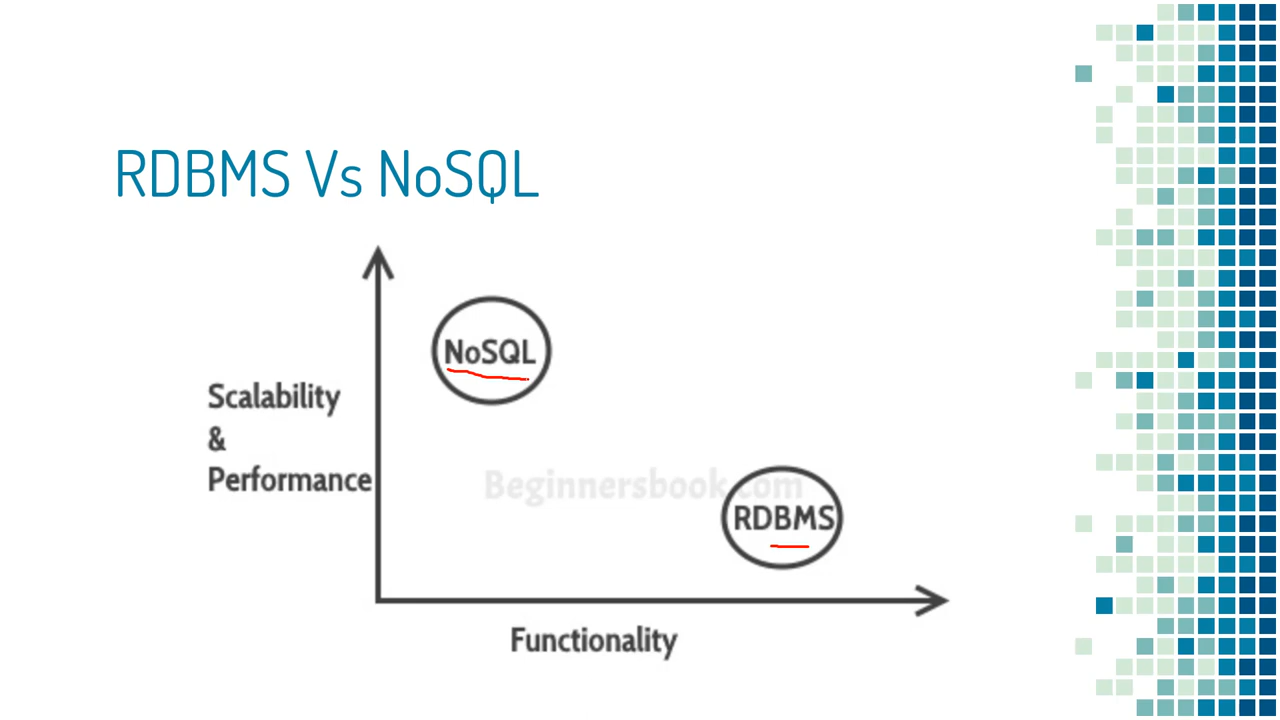 RDBMS Vs NoSQL
NoSQL
Scalability
&
Performance
Beginnersbook.com
RDBMS
Functionality